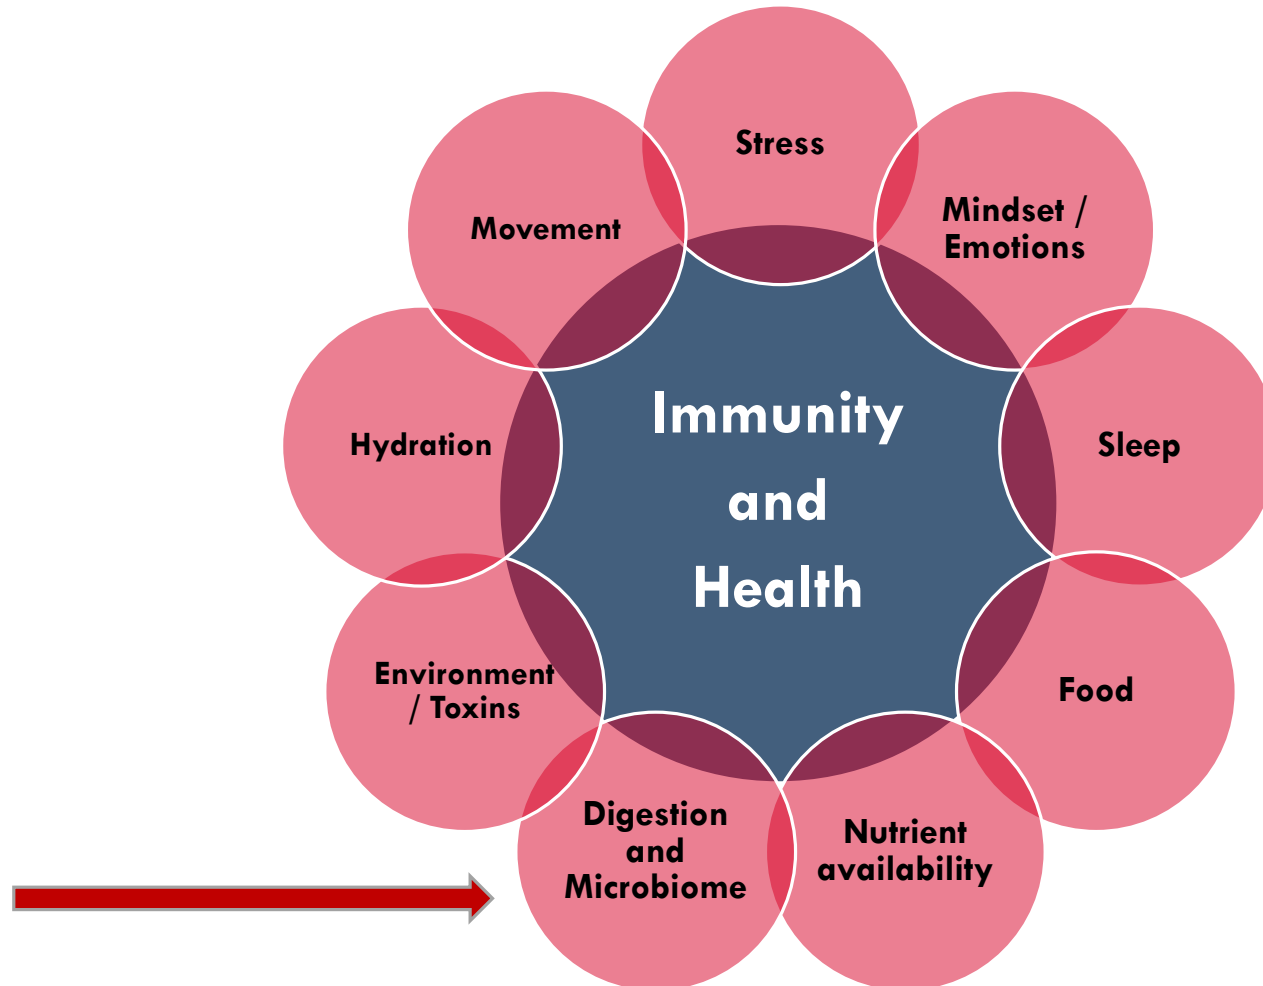 Stress
Mindset /
Emotions
Movement
Immunity
and
Health
Hydration
Sleep
Environment
/ Toxins
Food
Digestion
and
Microbiome
Nutrient
availability